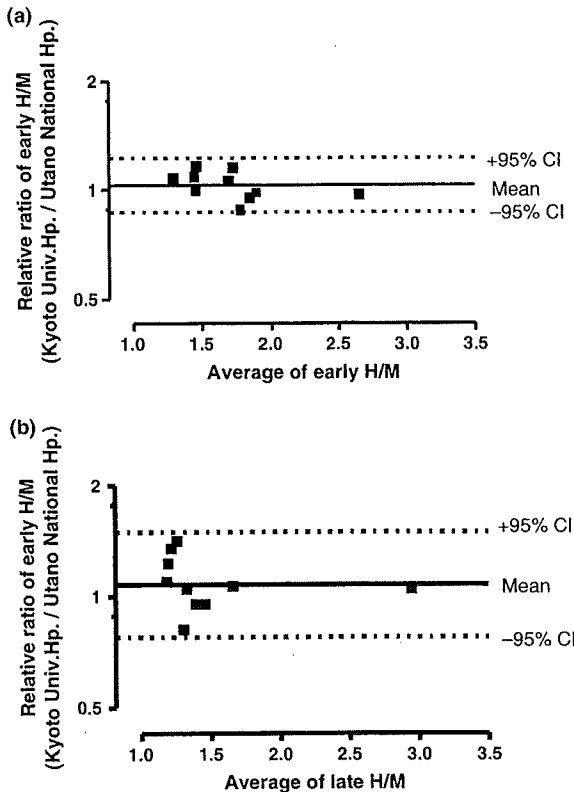 (a)
Relative ratio of early H/M
(Kyoto Univ.Hp. / Utano National Hp.)
2
1
0.5
+95% CI
Mean
−95% CI
1.0 1.5 2.0 2.5 3.0 3.5
Average of early H/M
(b)
Relative ratio of early H/M
(Kyoto Univ.Hp. / Utano National Hp.)
2
1
0.5
+95% CI
Mean
−95% CI
1.0 1.5 2.0 2.5 3.0 3.5
Average of late H/M